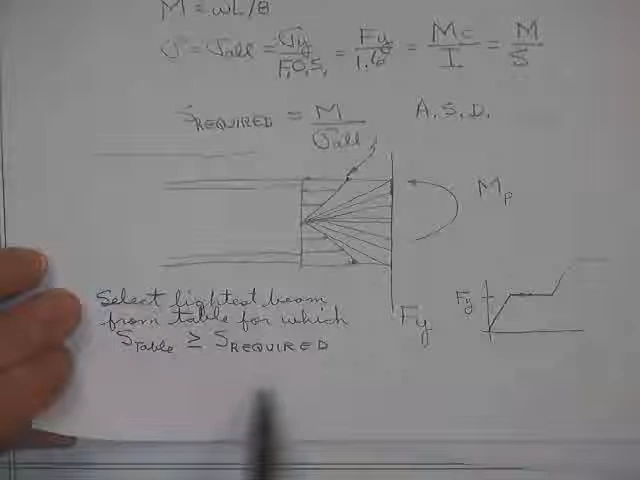 M = wL/8
σ = σall = σy/F.O.S. = Fy/1.6 = Mc/I = M/S
SREQUIRED = M/σall A.S.D.
Mp
Select lightest beam
from table for which
STable ≥ SREQUIRED
Fy
Fy